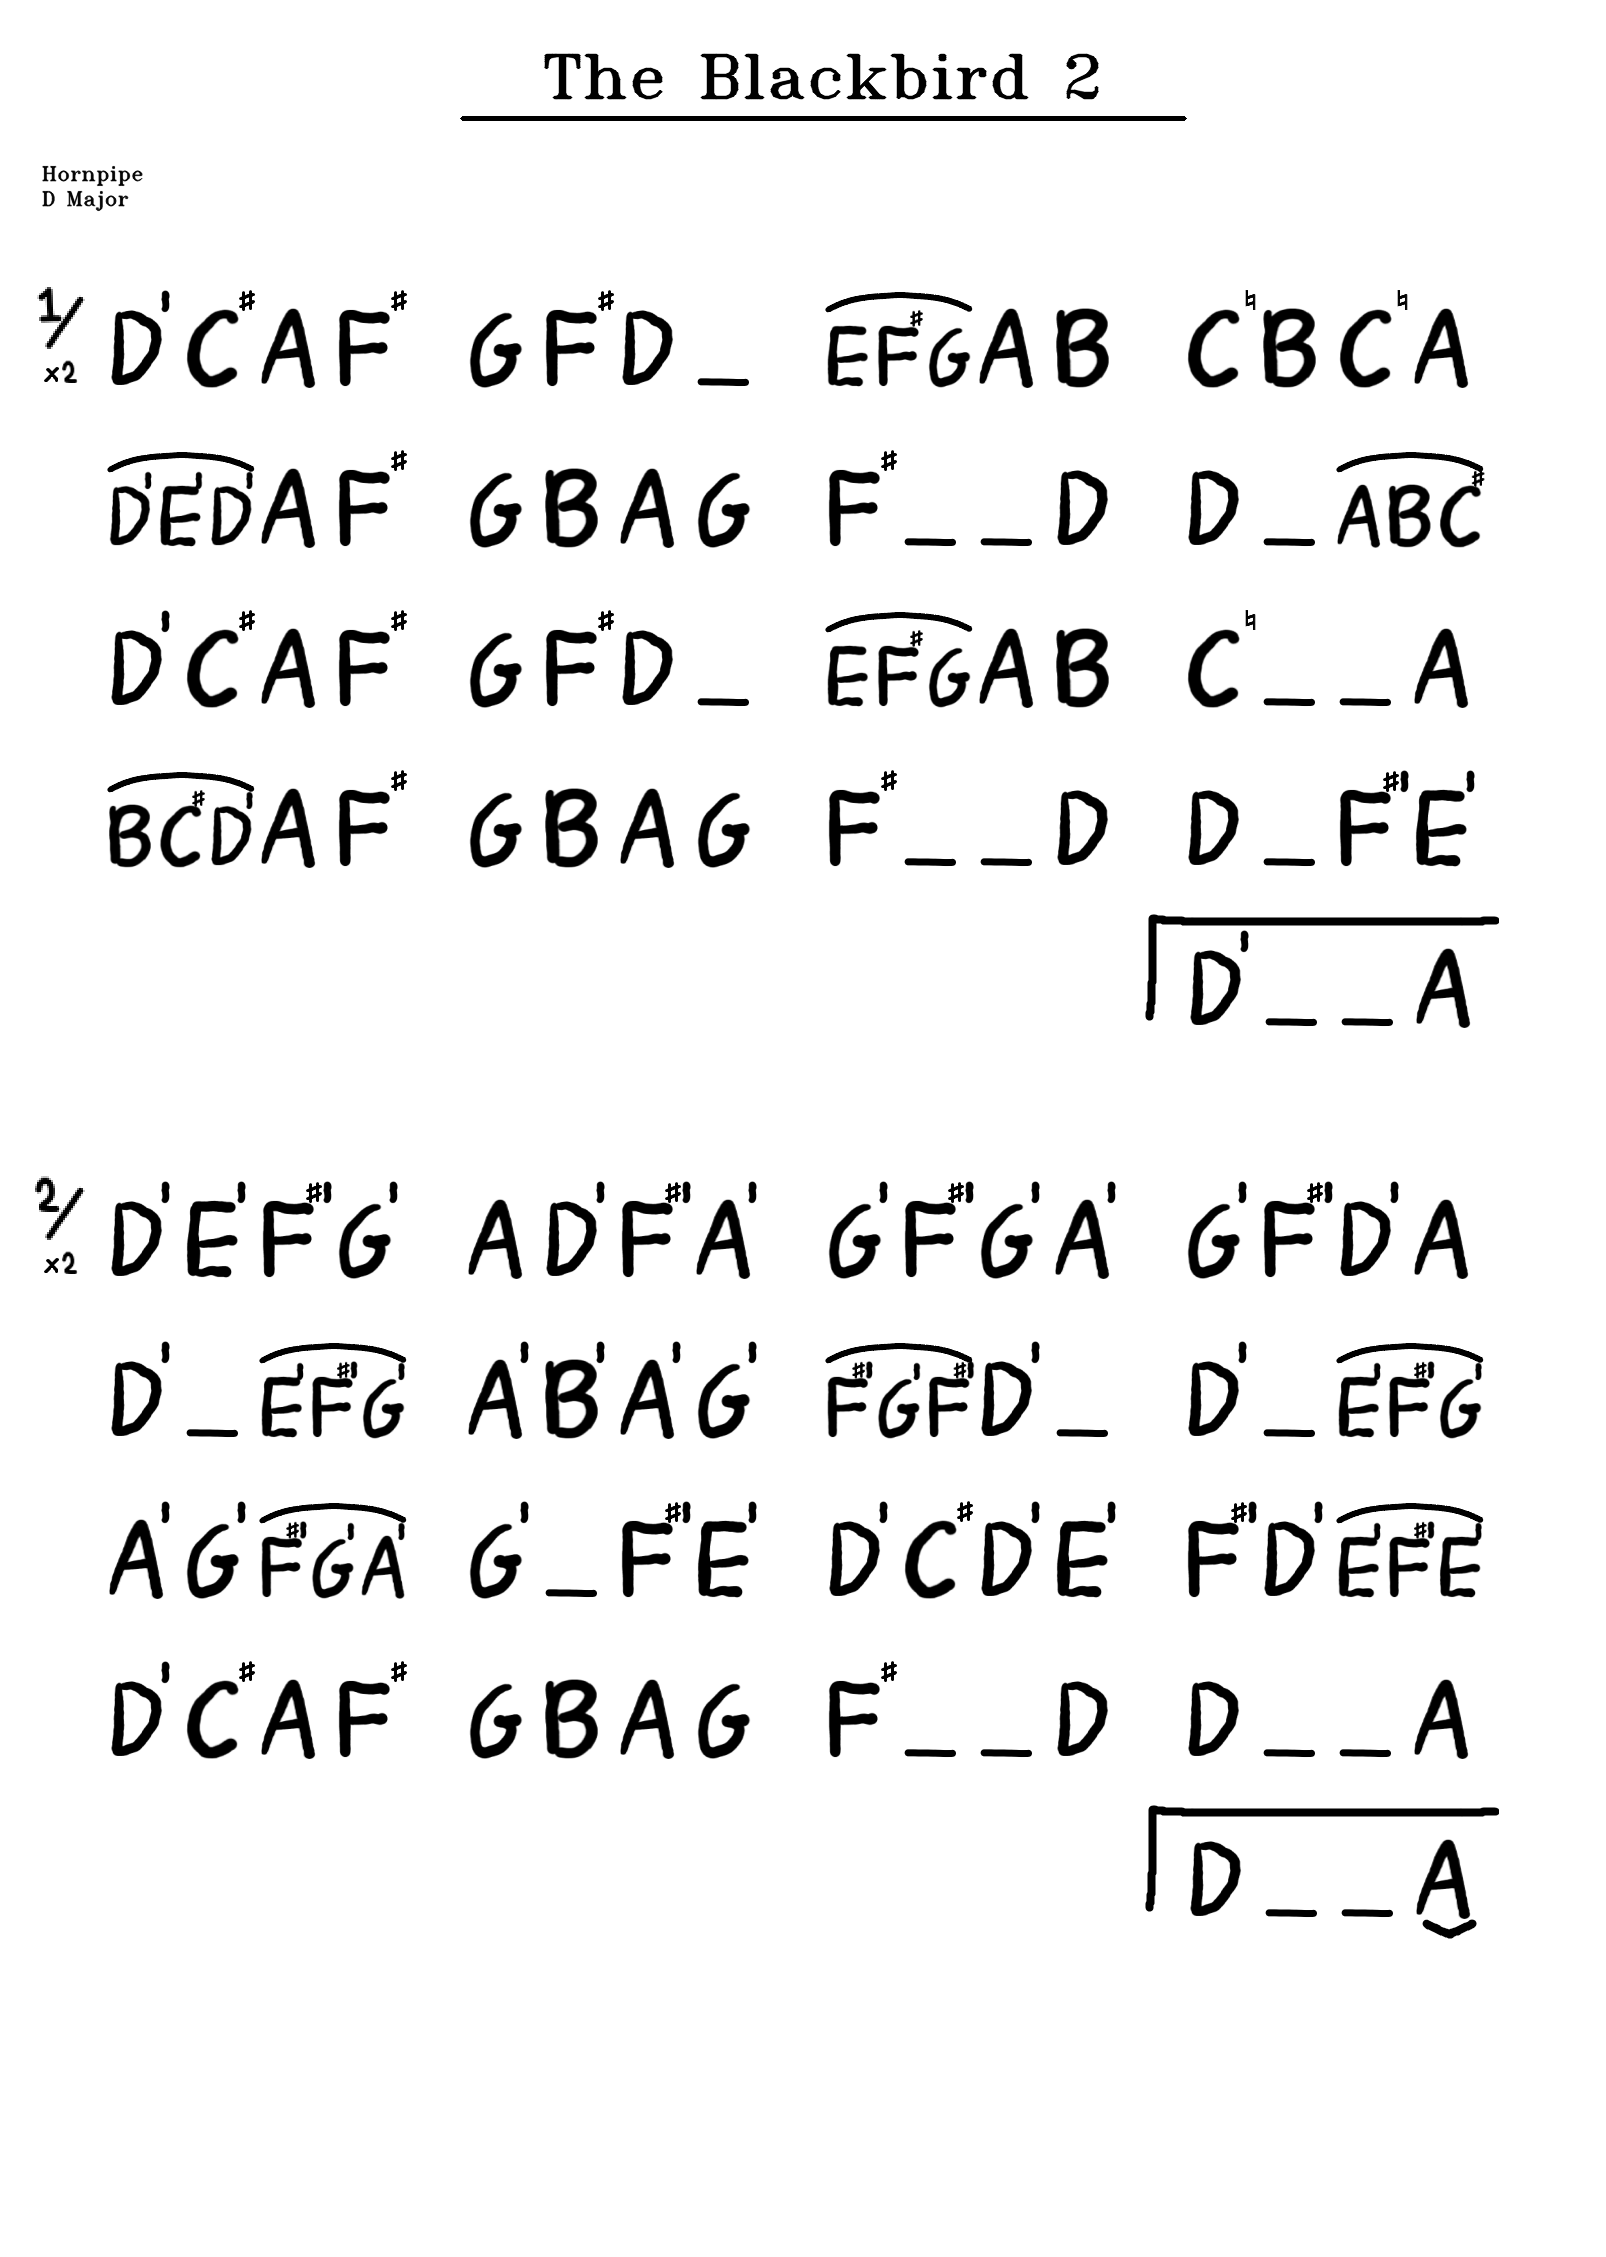 The Blackbird 2
Hornpipe
D Major
1/ D'C♯AF♯ GF♯D_ EF♯GAB C♮BC♮A
x2
D'E'D'AF♯ GBAG F♯__D D_ABC♯
D'C♯AF♯ GF♯D_ EF♯GAB C♮__A
BC♯D'AF♯ GBAG F♯__D D_F♯'E'
D'__A
2/ D'E'F♯'G' AD'F♯'A' G'F♯'G'A' G'F♯'D'A
x2
D'_E'F♯'G' A'B'A'G' F♯'G'F♯'D'_ D'_E'F♯'G'
A'G'F♯'G'A' G'_F♯'E' D'C♯D'E' F♯'D'E'F♯'E'
D'C♯AF♯ GBAG F♯__D D__A
D__A